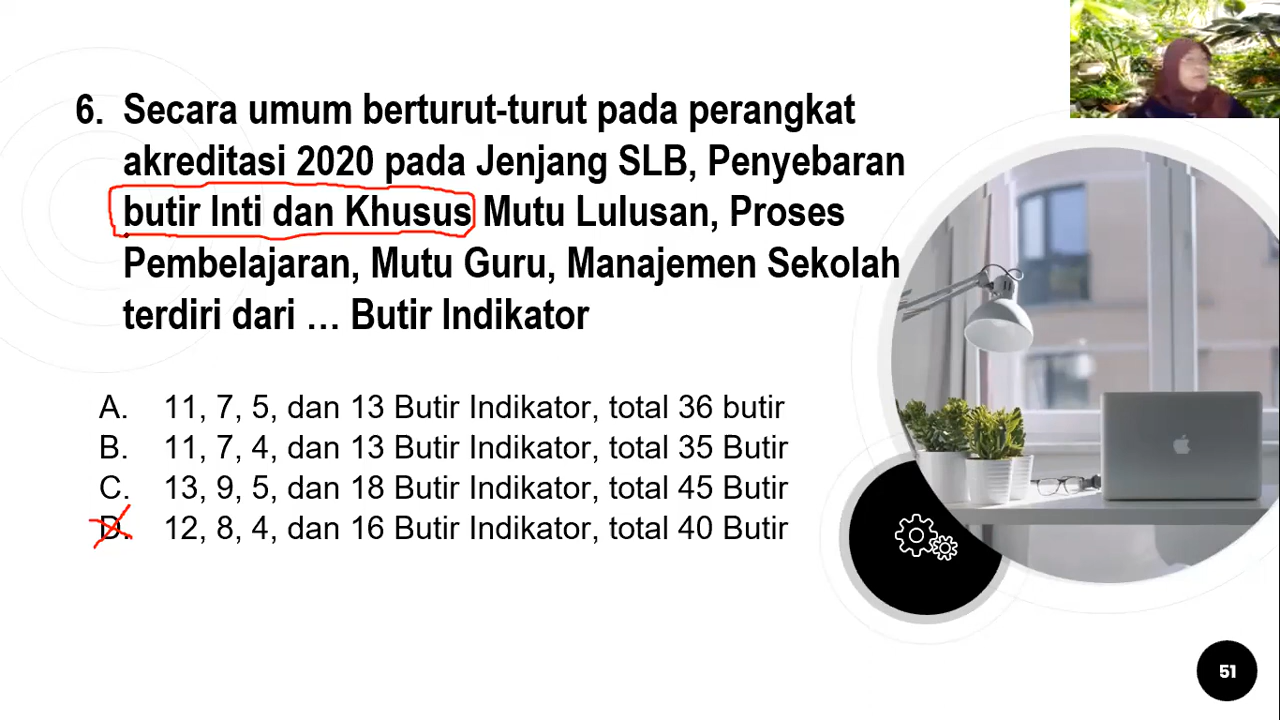 6. Secara umum berturut-turut pada perangkat
akreditasi 2020 pada Jenjang SLB, Penyebaran
butir Inti dan Khusus Mutu Lulusan, Proses
Pembelajaran, Mutu Guru, Manajemen Sekolah
terdiri dari ... Butir Indikator
A. 11, 7, 5, dan 13 Butir Indikator, total 36 butir
B. 11, 7, 4, dan 13 Butir Indikator, total 35 Butir
C. 13, 9, 5, dan 18 Butir Indikator, total 45 Butir
D. 12, 8, 4, dan 16 Butir Indikator, total 40 Butir
51